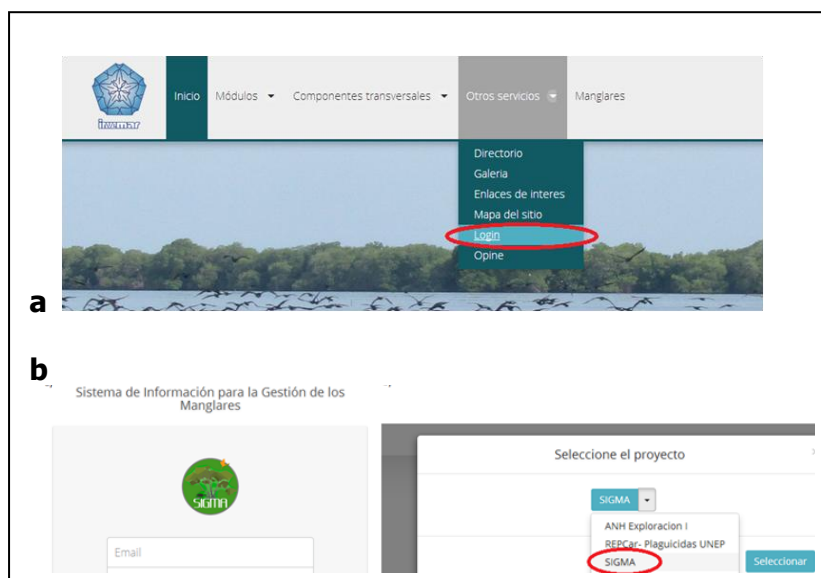 invemar
Inicio Módulos Componentes transversales Otros servicios Manglares
Directorio
Galeria
Enlaces de interes
Mapa del sitio
Login
Opine
a
b
Sistema de Información para la Gestión de los
Manglares
SIGMA
Email
Seleccione el proyecto
SIGMA
ANH Exploracion I
REPCar- Plaguicidas UNEP
SIGMA
Seleccionar